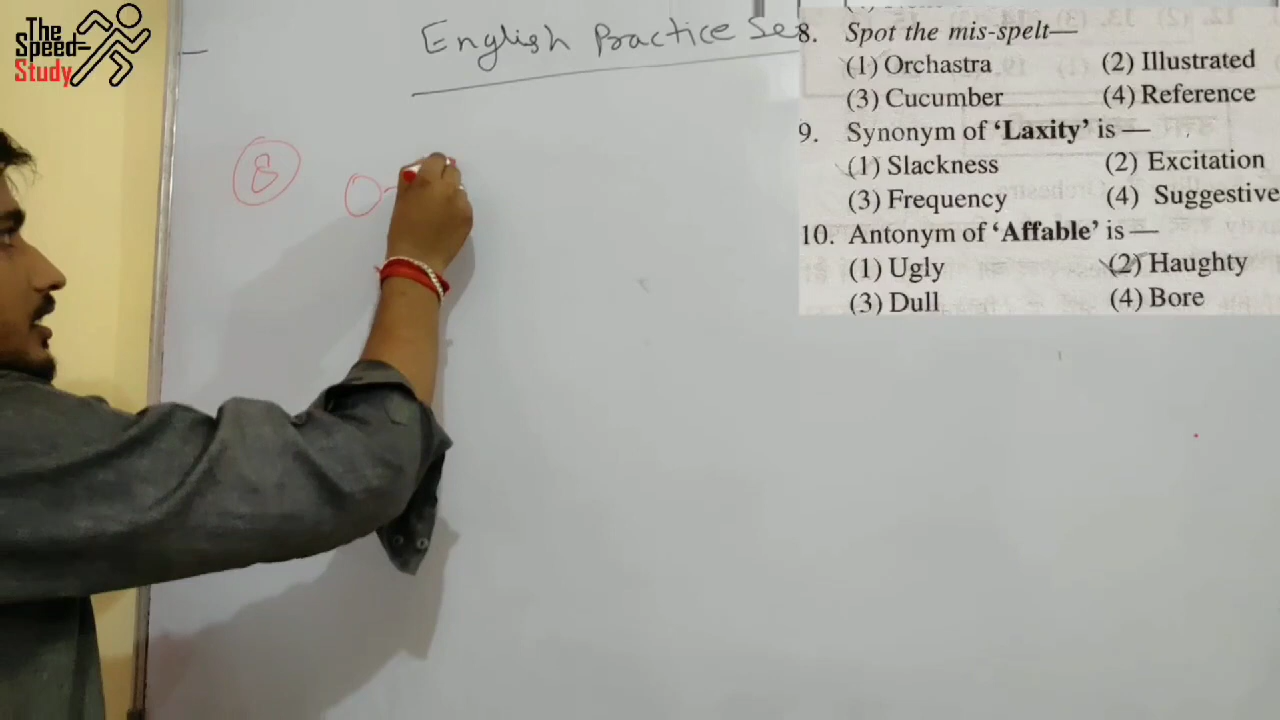 The
Speed
Study
English Practice Se
8. Spot the mis-spelt—
(1) Orchastra (2) Illustrated
(3) Cucumber (4) Reference
9. Synonym of ‘Laxity’ is —
(1) Slackness (2) Excitation
(3) Frequency (4) Suggestive
10. Antonym of ‘Affable’ is —
(1) Ugly (2) Haughty
(3) Dull (4) Bore
8 Or